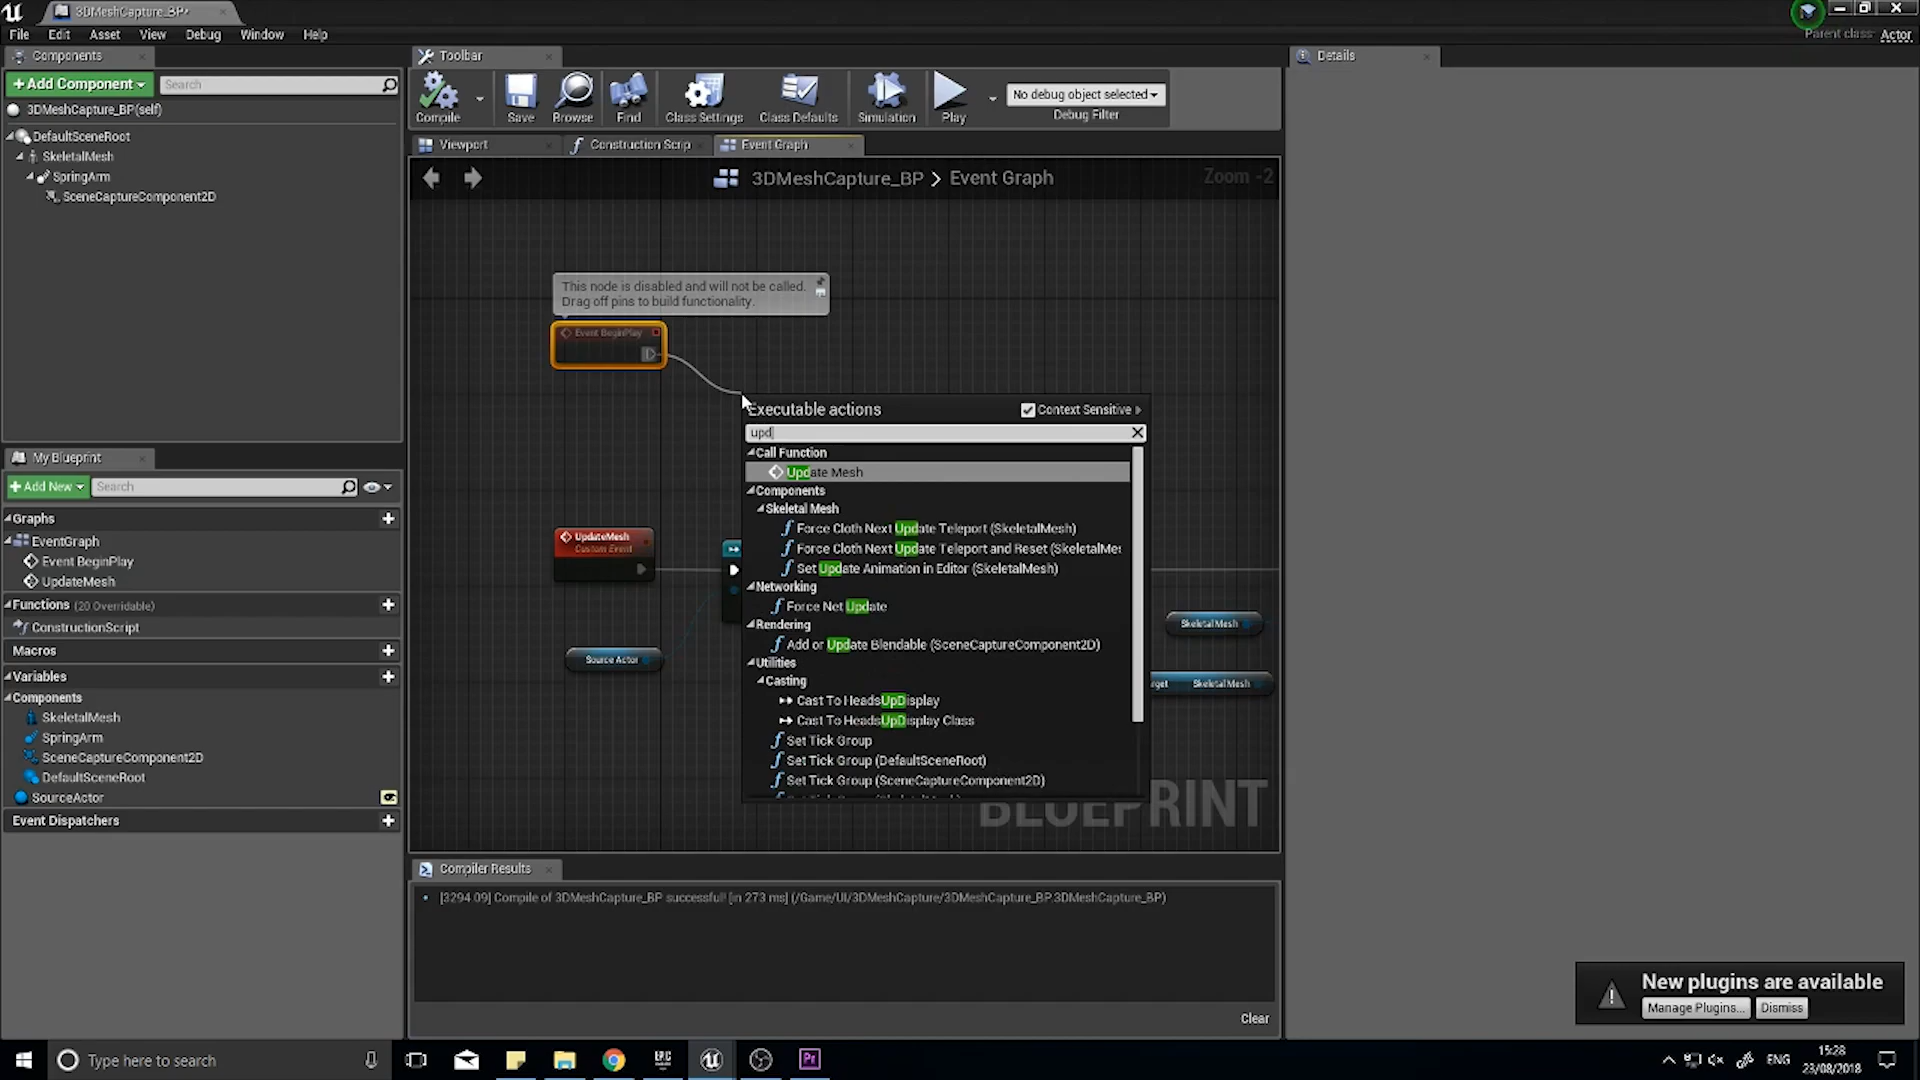 3DMeshCapture_BP*
File Edit Asset View Debug Window Help
Parent class: Actor
Components
+Add Component
Search
3DMeshCapture_BP(self)
DefaultSceneRoot
SkeletalMesh
SpringArm
SceneCaptureComponent2D
Toolbar
Compile
Save
Browse
Find
Class Settings
Class Defaults
Simulation
Play
No debug object selected
Debug Filter
Details
Viewport
Construction Scrip
Event Graph
3DMeshCapture_BP > Event Graph
Zoom -2
This node is disabled and will not be called.
Drag off pins to build functionality.
Event BeginPlay
UpdateMesh
Custom Event
Source Actor
SkeletalMesh
rget SkeletalMesh
Executable actions
Context Sensitive
upd
Call Function
Update Mesh
Components
Skeletal Mesh
Force Cloth Next Update Teleport (SkeletalMesh)
Force Cloth Next Update Teleport and Reset (SkeletalMe
Set Update Animation in Editor (SkeletalMesh)
Networking
Force Net Update
Rendering
Add or Update Blendable (SceneCaptureComponent2D)
Utilities
Casting
Cast To HeadsUpDisplay
Cast To HeadsUpDisplay Class
Set Tick Group
Set Tick Group (DefaultSceneRoot)
Set Tick Group (SceneCaptureComponent2D)
BLUEPRINT
My Blueprint
+Add New
Search
Graphs
EventGraph
Event BeginPlay
UpdateMesh
Functions (20 Overridable)
ConstructionScript
Macros
Variables
Components
SkeletalMesh
SpringArm
SceneCaptureComponent2D
DefaultSceneRoot
SourceActor
Event Dispatchers
Compiler Results
[3294.09] Compile of 3DMeshCapture_BP successful! [in 273 ms] (/Game/UI/3DMeshCapture/3DMeshCapture_BP.3DMeshCapture_BP)
Clear
New plugins are available
Manage Plugins...
Dismiss
Type here to search
EPIC
Pr
ENG
15:28
23/08/2018